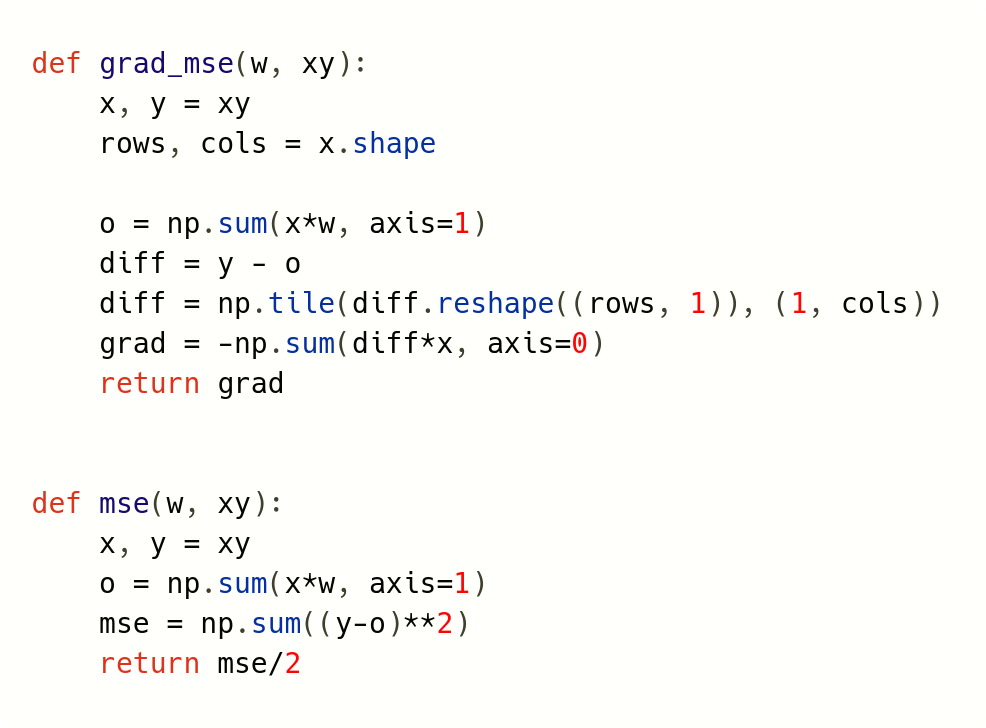 def grad_mse(w, xy):
    x, y = xy
    rows, cols = x.shape
    o = np.sum(x*w, axis=1)
    diff = y - o
    diff = np.tile(diff.reshape((rows, 1)), (1, cols))
    grad = -np.sum(diff*x, axis=0)
    return grad
def mse(w, xy):
    x, y = xy
    o = np.sum(x*w, axis=1)
    mse = np.sum((y-o)**2)
    return mse/2